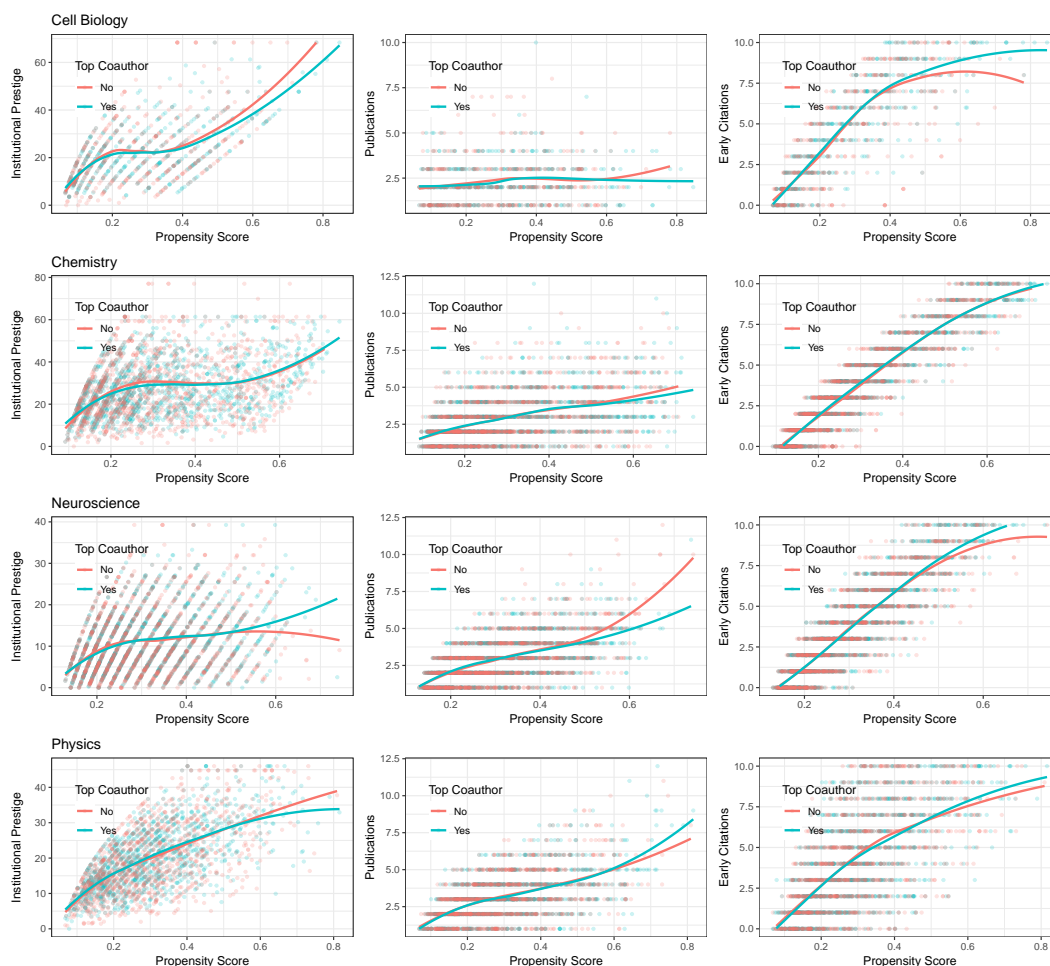 Cell Biology
Institutional Prestige
60
40
20
0
Top Coauthor
No
Yes
0.2 0.4 0.6 0.8
Propensity Score
Publications
10.0
7.5
5.0
2.5
Top Coauthor
No
Yes
0.2 0.4 0.6 0.8
Propensity Score
Early Citations
10.0
7.5
5.0
2.5
0.0
Top Coauthor
No
Yes
0.2 0.4 0.6 0.8
Propensity Score
Chemistry
Institutional Prestige
80
60
40
20
0
Top Coauthor
No
Yes
0.2 0.4 0.6
Propensity Score
Publications
12.5
10.0
7.5
5.0
2.5
Top Coauthor
No
Yes
0.2 0.4 0.6
Propensity Score
Early Citations
10.0
7.5
5.0
2.5
0.0
Top Coauthor
No
Yes
0.2 0.4 0.6
Propensity Score
Neuroscience
Institutional Prestige
40
30
20
10
0
Top Coauthor
No
Yes
0.2 0.3 0.4 0.5 0.6 0.7
Propensity Score
Publications
12.5
10.0
7.5
5.0
2.5
Top Coauthor
No
Yes
0.2 0.4 0.6
Propensity Score
Early Citations
10.0
7.5
5.0
2.5
0.0
Top Coauthor
No
Yes
0.2 0.4 0.6
Propensity Score
Physics
Institutional Prestige
40
30
20
10
0
Top Coauthor
No
Yes
0.2 0.4 0.6 0.8
Propensity Score
Publications
12.5
10.0
7.5
5.0
2.5
Top Coauthor
No
Yes
0.2 0.4 0.6 0.8
Propensity Score
Early Citations
10.0
7.5
5.0
2.5
0.0
Top Coauthor
No
Yes
0.2 0.4 0.6 0.8
Propensity Score